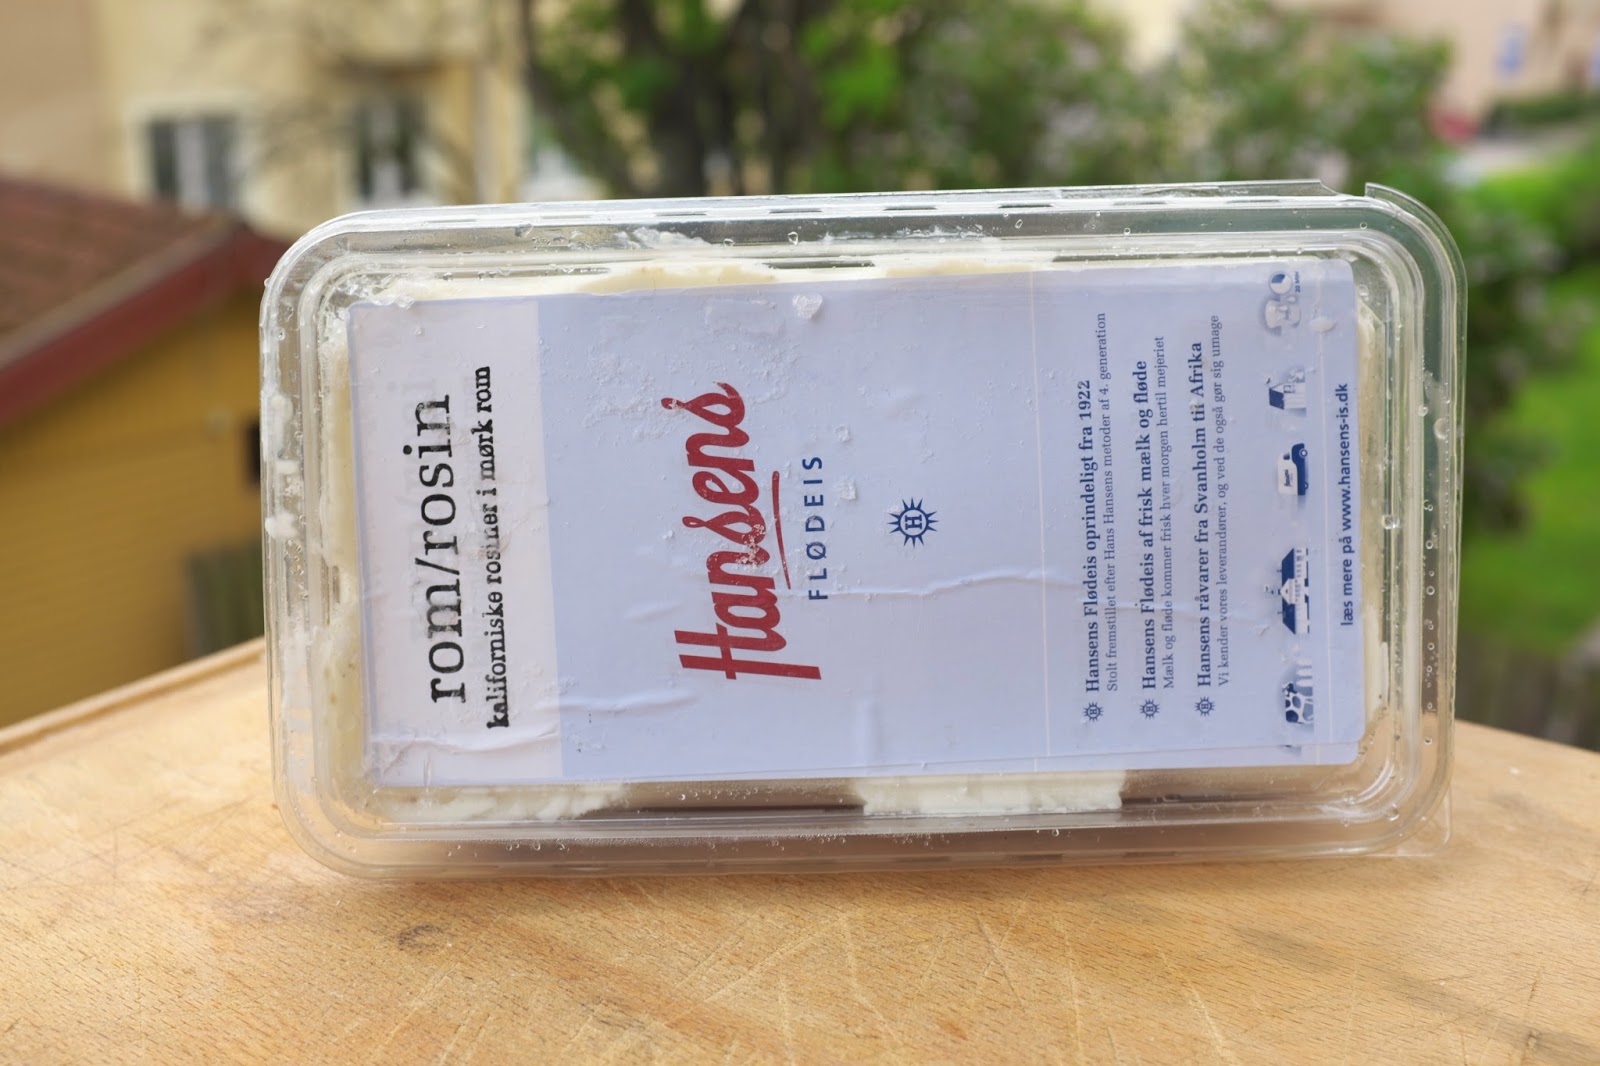 rom/rosin
kaliforniske rosiner i mørk rom
Hansens
FLØDEIS
H
Hansens Flødeis oprindeligt fra 1922
Stolt fremstillet efter Hans Hansens metoder af 4. generation
Hansens Flødeis af frisk mælk og fløde
Mælk og fløde kommer frisk hver morgen hertil mejeriet
Hansens råvarer fra Svanholm til Afrika
Vi kender vores leverandører, og ved de også gør sig umage
læs mere på www.hansens-is.dk